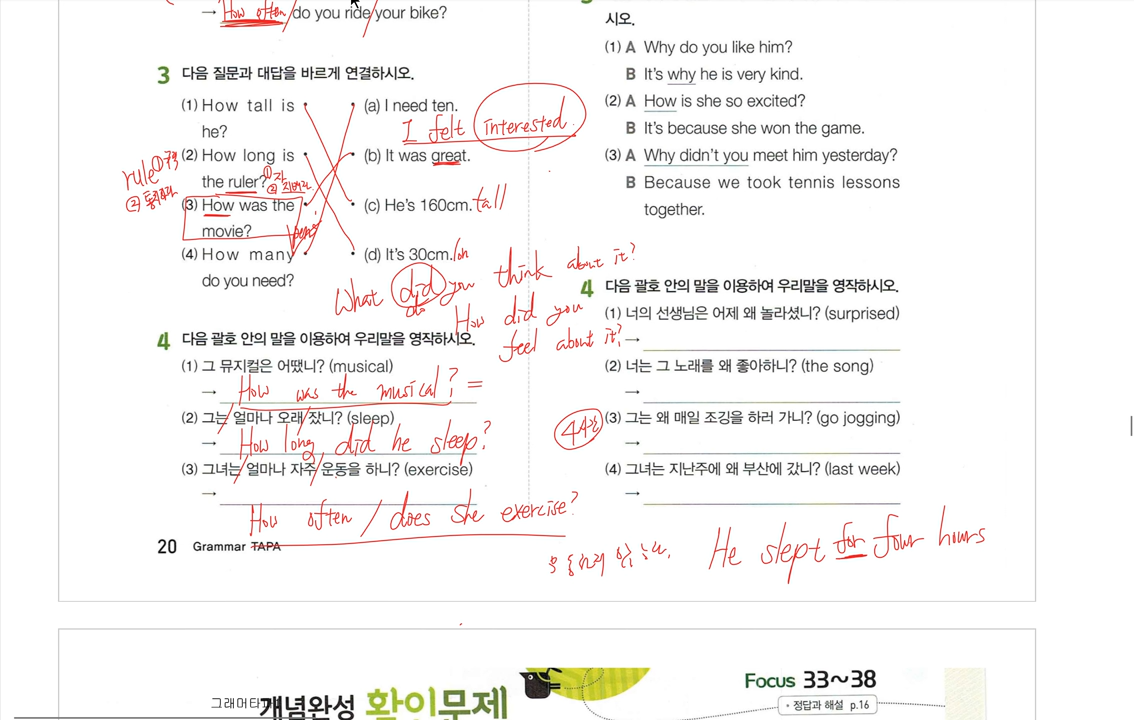 → How often do you ride your bike?
3 다음 질문과 대답을 바르게 연결하시오.
(1) How tall is
he?
(2) How long is
the ruler?
(3) How was the
movie?
(4) How many
do you need?
(a) I need ten.
I felt interested
(b) It was great.
(c) He's 160cm. tall
(d) It's 30cm.
rule
What did you think about it?
do
How did you
feel about it?
4 다음 괄호 안의 말을 이용하여 우리말을 영작하시오.
(1) 그 뮤지컬은 어땠니? (musical)
→ How was the musical? =
(2) 그는 얼마나 오래 잤니? (sleep)
→ How long did he sleep?
(3) 그녀는 얼마나 자주 운동을 하니? (exercise)
→
How often / does she exercise?
20 Grammar TAPA
시오.
(1) A Why do you like him?
B It's why he is very kind.
(2) A How is she so excited?
B It's because she won the game.
(3) A Why didn't you meet him yesterday?
B Because we took tennis lessons
together.
4 다음 괄호 안의 말을 이용하여 우리말을 영작하시오.
(1) 너의 선생님은 어제 왜 놀라셨니? (surprised)
→
(2) 너는 그 노래를 왜 좋아하니? (the song)
→
(3) 그는 왜 매일 조깅을 하러 가니? (go jogging)
→
(4) 그녀는 지난주에 왜 부산에 갔니? (last week)
→
He slept for four hours
그래머타파
개념완성 확인문제
Focus 33~38
• 정답과 해설 p.16